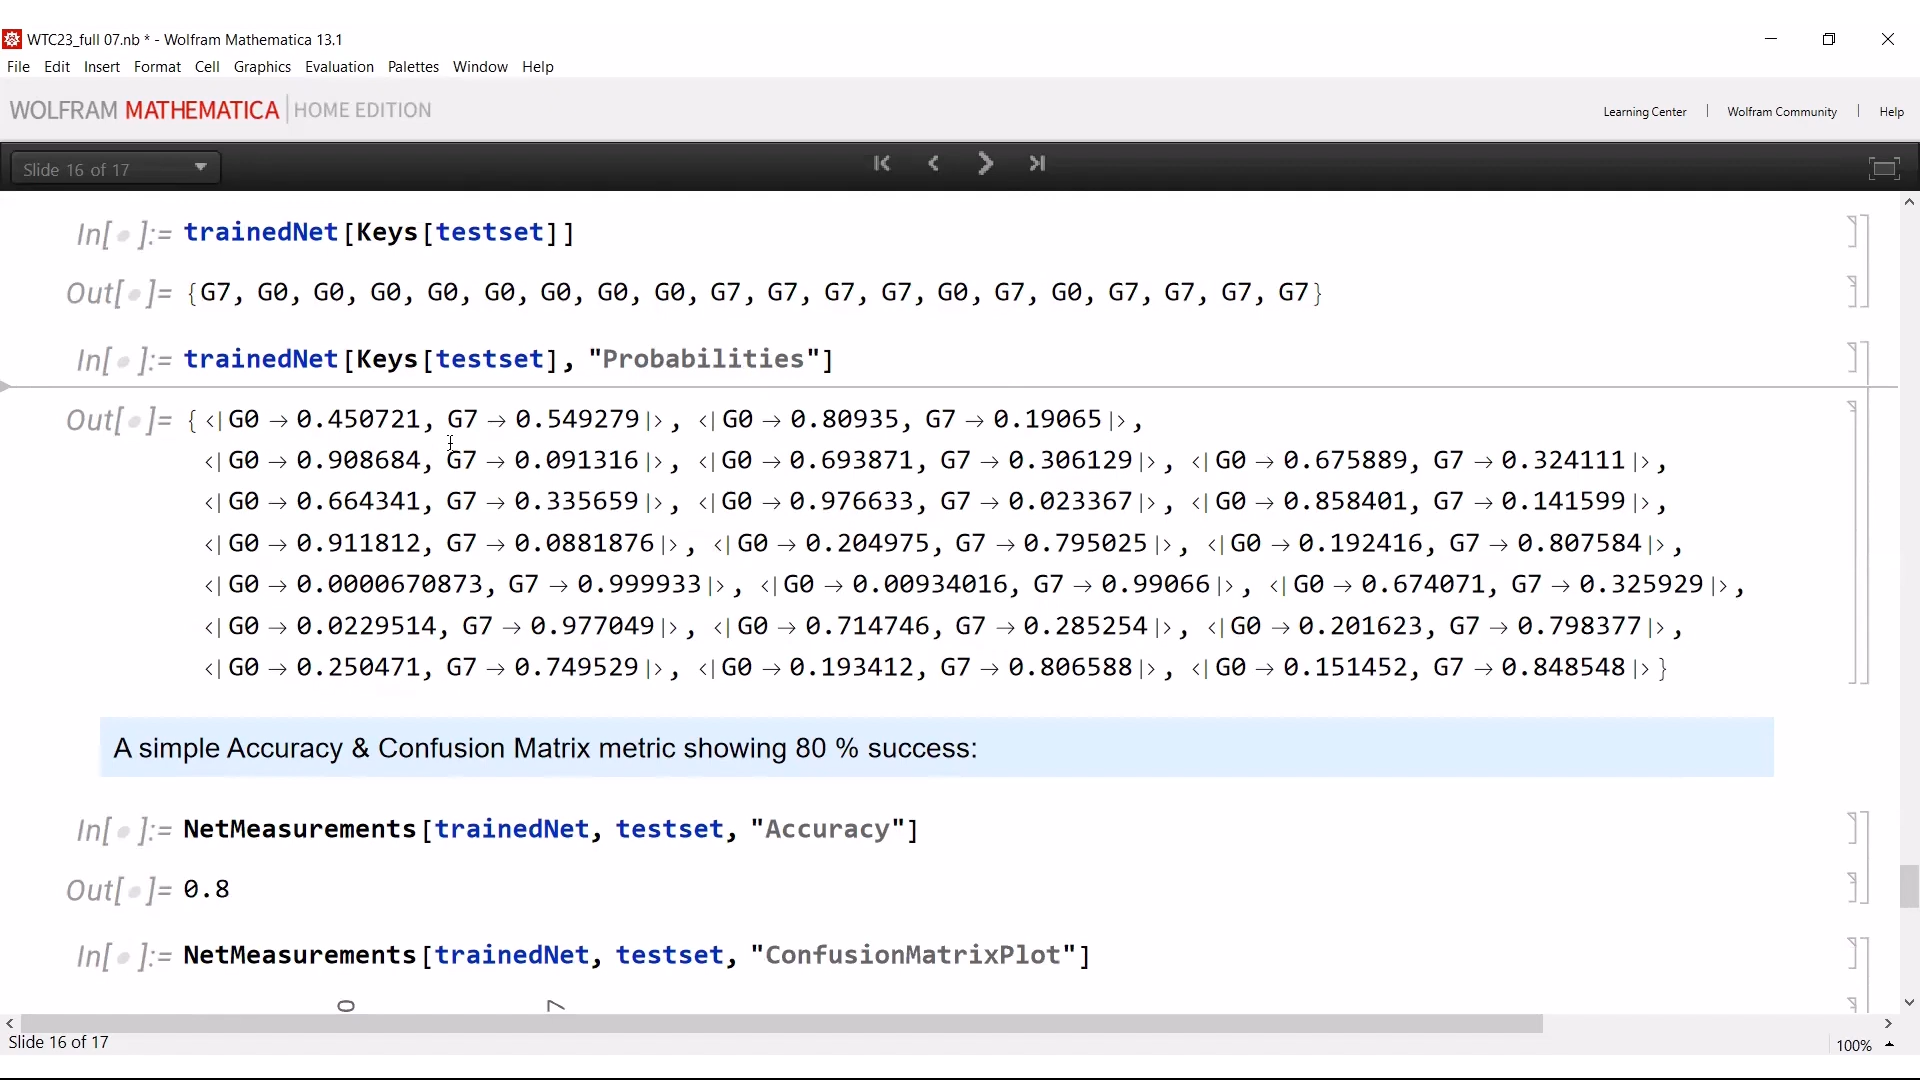 WTC23_full 07.nb * - Wolfram Mathematica 13.1
File Edit Insert Format Cell Graphics Evaluation Palettes Window Help
WOLFRAM MATHEMATICA | HOME EDITION
Learning Center | Wolfram Community | Help
Slide 16 of 17
In[ ]:= trainedNet[Keys[testset]]
Out[ ]= {G7, G0, G0, G0, G0, G0, G0, G0, G0, G7, G7, G7, G7, G0, G7, G0, G7, G7, G7, G7}
In[ ]:= trainedNet[Keys[testset], "Probabilities"]
Out[ ]= {<|G0 → 0.450721, G7 → 0.549279|>, <|G0 → 0.80935, G7 → 0.19065|>,
<|G0 → 0.908684, G7 → 0.091316|>, <|G0 → 0.693871, G7 → 0.306129|>, <|G0 → 0.675889, G7 → 0.324111|>,
<|G0 → 0.664341, G7 → 0.335659|>, <|G0 → 0.976633, G7 → 0.023367|>, <|G0 → 0.858401, G7 → 0.141599|>,
<|G0 → 0.911812, G7 → 0.0881876|>, <|G0 → 0.204975, G7 → 0.795025|>, <|G0 → 0.192416, G7 → 0.807584|>,
<|G0 → 0.0000670873, G7 → 0.999933|>, <|G0 → 0.00934016, G7 → 0.99066|>, <|G0 → 0.674071, G7 → 0.325929|>,
<|G0 → 0.0229514, G7 → 0.977049|>, <|G0 → 0.714746, G7 → 0.285254|>, <|G0 → 0.201623, G7 → 0.798377|>,
<|G0 → 0.250471, G7 → 0.749529|>, <|G0 → 0.193412, G7 → 0.806588|>, <|G0 → 0.151452, G7 → 0.848548|>}
A simple Accuracy & Confusion Matrix metric showing 80 % success:
In[ ]:= NetMeasurements[trainedNet, testset, "Accuracy"]
Out[ ]= 0.8
In[ ]:= NetMeasurements[trainedNet, testset, "ConfusionMatrixPlot"]
0 7
Slide 16 of 17
100%